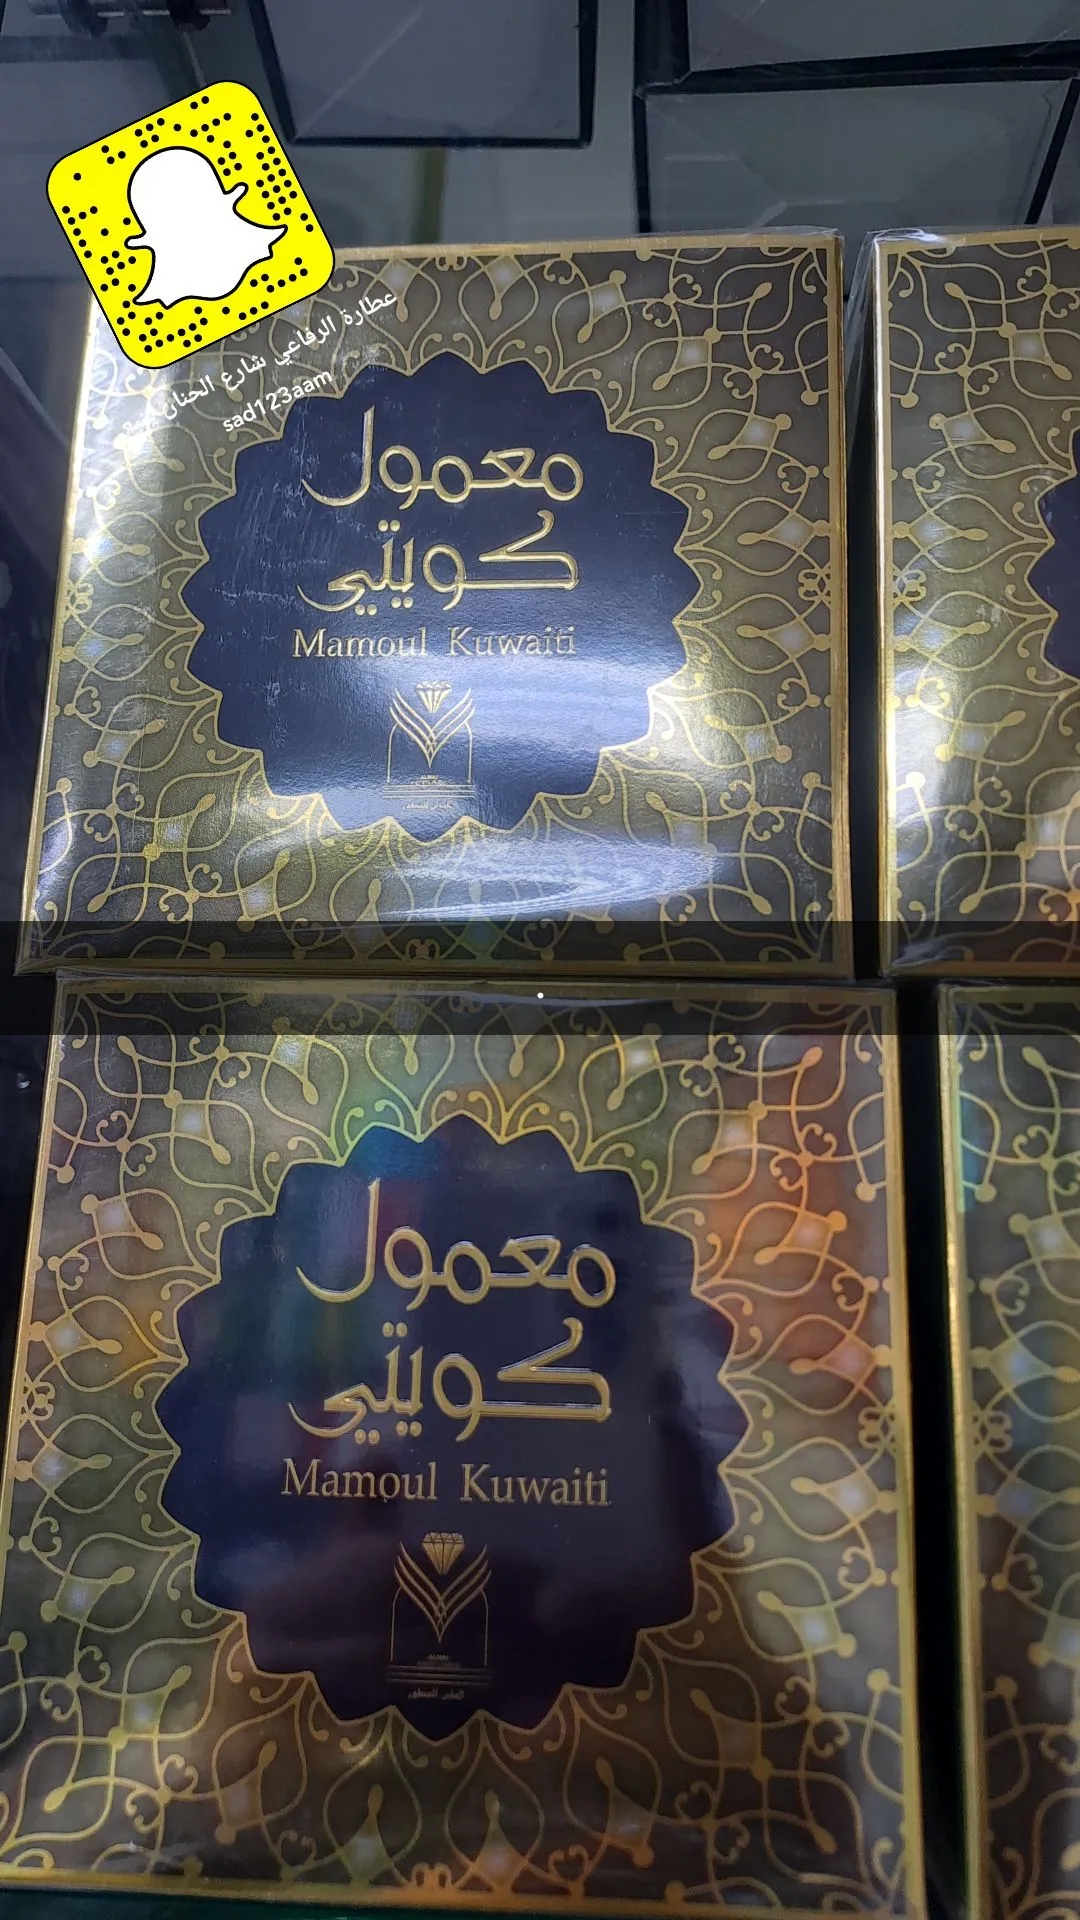 عطارة الرفاعي شارع الحنان
sad123aam
معمول
كويتي
Mamoul Kuwaiti
معمول
كويتي
Mamoul Kuwaiti